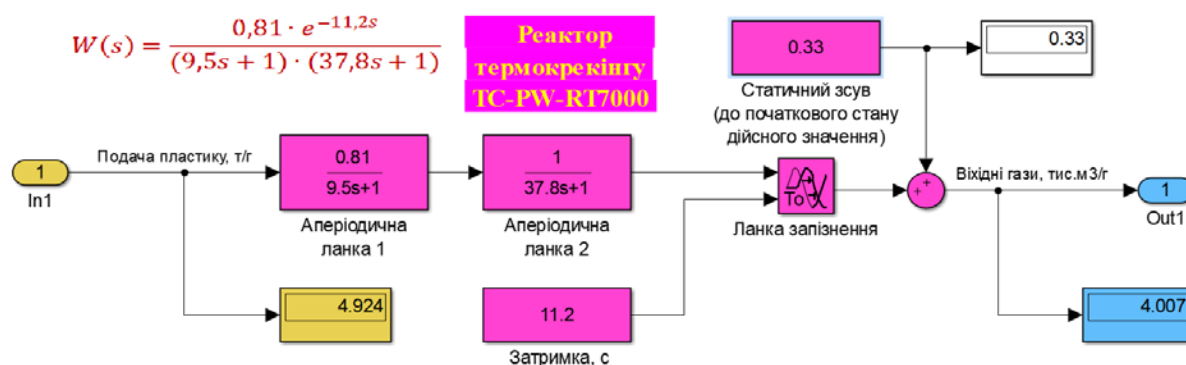 W(s) = 0,81 · e^{-11,2s} / (9,5s + 1) · (37,8s + 1)
Реактор
термокрекінгу
TC-PW-RT7000
0.33
0.33
Статичний зсув
(до початкового стану
дійсного значення)
1
In1
Подача пластику, т/г
0.81
9.5s+1
Аперіодична
ланка 1
1
37.8s+1
Аперіодична
ланка 2
To
Ланка запізнення
++
Віхідні гази, тис.м3/г
1
Out1
4.924
11.2
Затримка, с
4.007